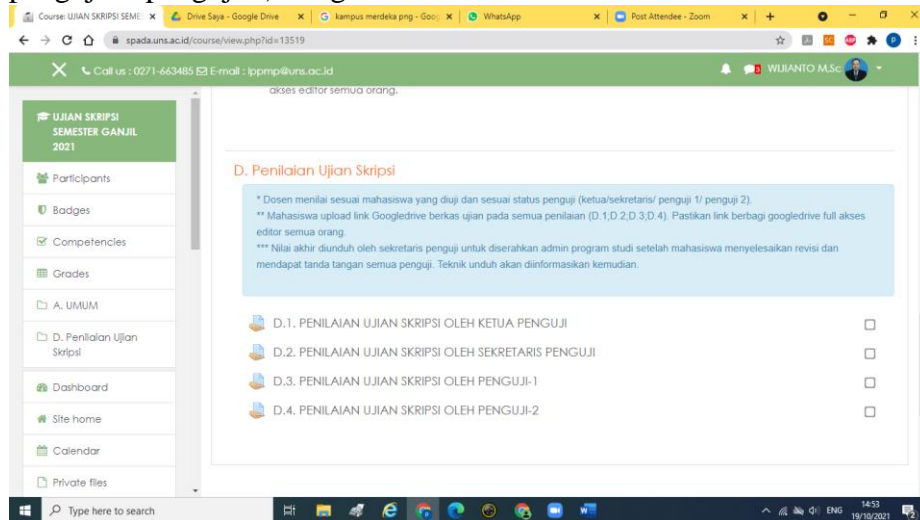 Course: UJIAN SKRIPSI SEME
Drive Saya - Google Drive
kampus merdeka png - Goog
WhatsApp
Post Attendee - Zoom
spada.uns.ac.id/course/view.php?id=13519
Call us : 0271-663485 E-mail : lppmp@uns.ac.id
WIJIANTO M.Sc
akses editor semua orang.
UJIAN SKRIPSI
SEMESTER GANJIL
2021
Participants
Badges
Competencies
Grades
A. UMUM
D. Penilaian Ujian
Skripsi
Dashboard
Site home
Calendar
Private files
D. Penilaian Ujian Skripsi
* Dosen menilai sesuai mahasiswa yang diuji dan sesuai status penguji (ketua/sekretaris/ penguji 1/ penguji 2).
** Mahasiswa upload link Googledrive berkas ujian pada semua penilaian (D.1;D.2;D.3;D.4). Pastikan link berbagi googledrive full akses
editor semua orang.
*** Nilai akhir diunduh oleh sekretaris penguji untuk diserahkan admin program studi setelah mahasiswa menyelesaikan revisi dan
mendapat tanda tangan semua penguji. Teknik unduh akan diinformasikan kemudian.
D.1. PENILAIAN UJIAN SKRIPSI OLEH KETUA PENGUJI
D.2. PENILAIAN UJIAN SKRIPSI OLEH SEKRETARIS PENGUJI
D.3. PENILAIAN UJIAN SKRIPSI OLEH PENGUJI-1
D.4. PENILAIAN UJIAN SKRIPSI OLEH PENGUJI-2
Type here to search
ENG
14:53
19/10/2021